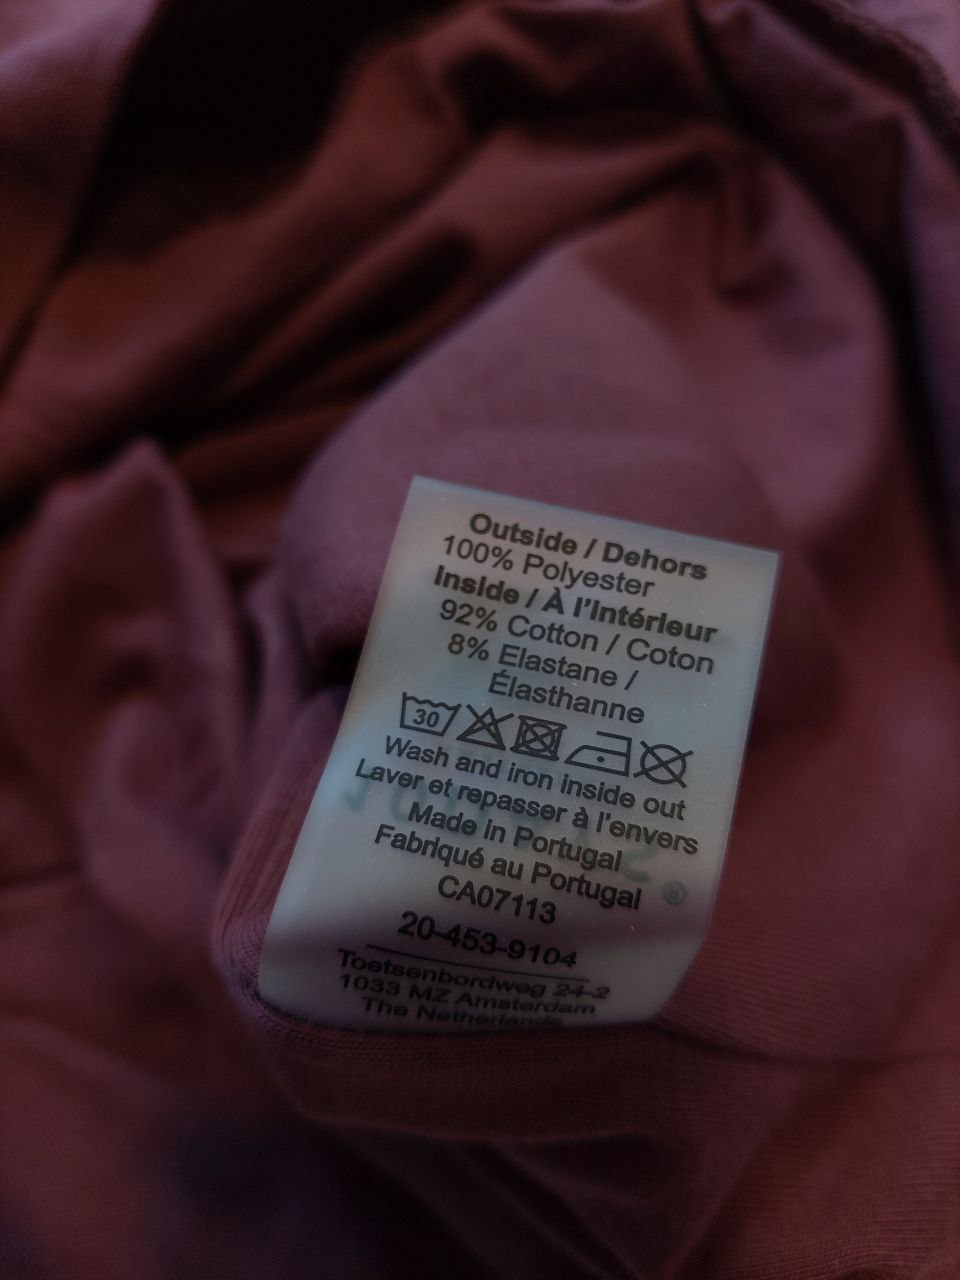 Outside / Dehors
100% Polyester
Inside / À l'Intérieur
92% Cotton / Coton
8% Elastane /
Élasthanne
30
Wash and iron inside out
Laver et repasser à l'envers
Made in Portugal
Fabriqué au Portugal
CA07113
20-453-9104
Toetsenbordweg 24-2
1033 MZ Amsterdam
The Netherlands